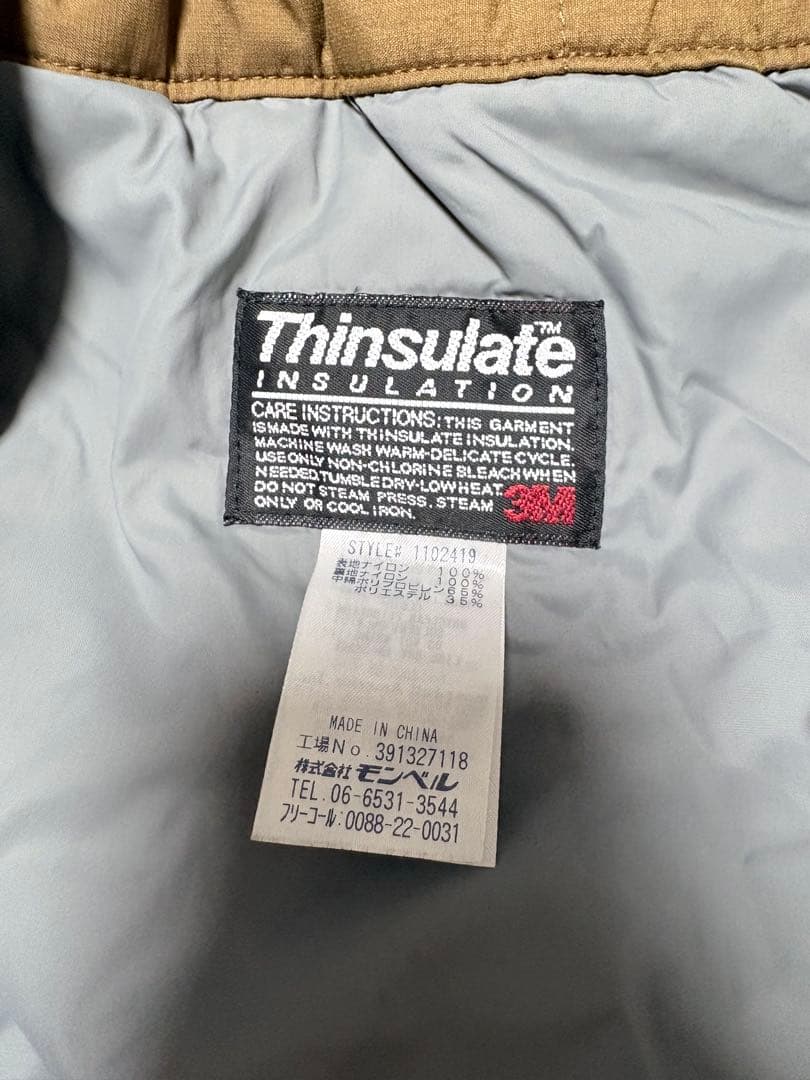 Thinsulate™
INSULATION
CARE INSTRUCTIONS: THIS GARMENT
IS MADE WITH THINSULATE INSULATION.
MACHINE WASH WARM-DELICATE CYCLE.
USE ONLY NON-CHLORINE BLEACH WHEN
NEEDED.TUMBLE DRY-LOW HEAT.
DO NOT STEAM PRESS. STEAM
ONLY OR COOL IRON.
3M
STYLE# 1102419
表地ナイロン 100%
裏地ナイロン 100%
中綿ポリプロピレン 65%
ポリエステル 35%
MADE IN CHINA
工場No.391327118
株式会社 モンベル
TEL.06-6531-3544
フリーコール:0088-22-0031